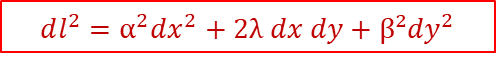 dl² = α²dx² + 2λ dx dy + β²dy²